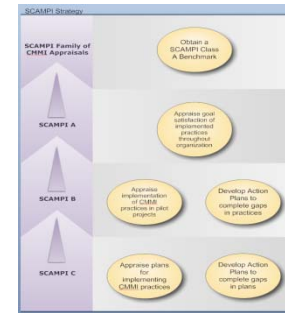 SCAMPI Strategy
SCAMPI Family of
CMMI Appraisals
Obtain a
SCAMPI Class
A Benchmark
SCAMPI A
Appraise goal
satisfaction of
implemented
practices
throughout
organization
SCAMPI B
Appraise
implementation
of CMMI
practices in pilot
projects
Develop Action
Plans to
complete gaps
in practices
SCAMPI C
Appraise plans
for
implementing
CMMI practices
Develop Action
Plans to
complete gaps
in plans